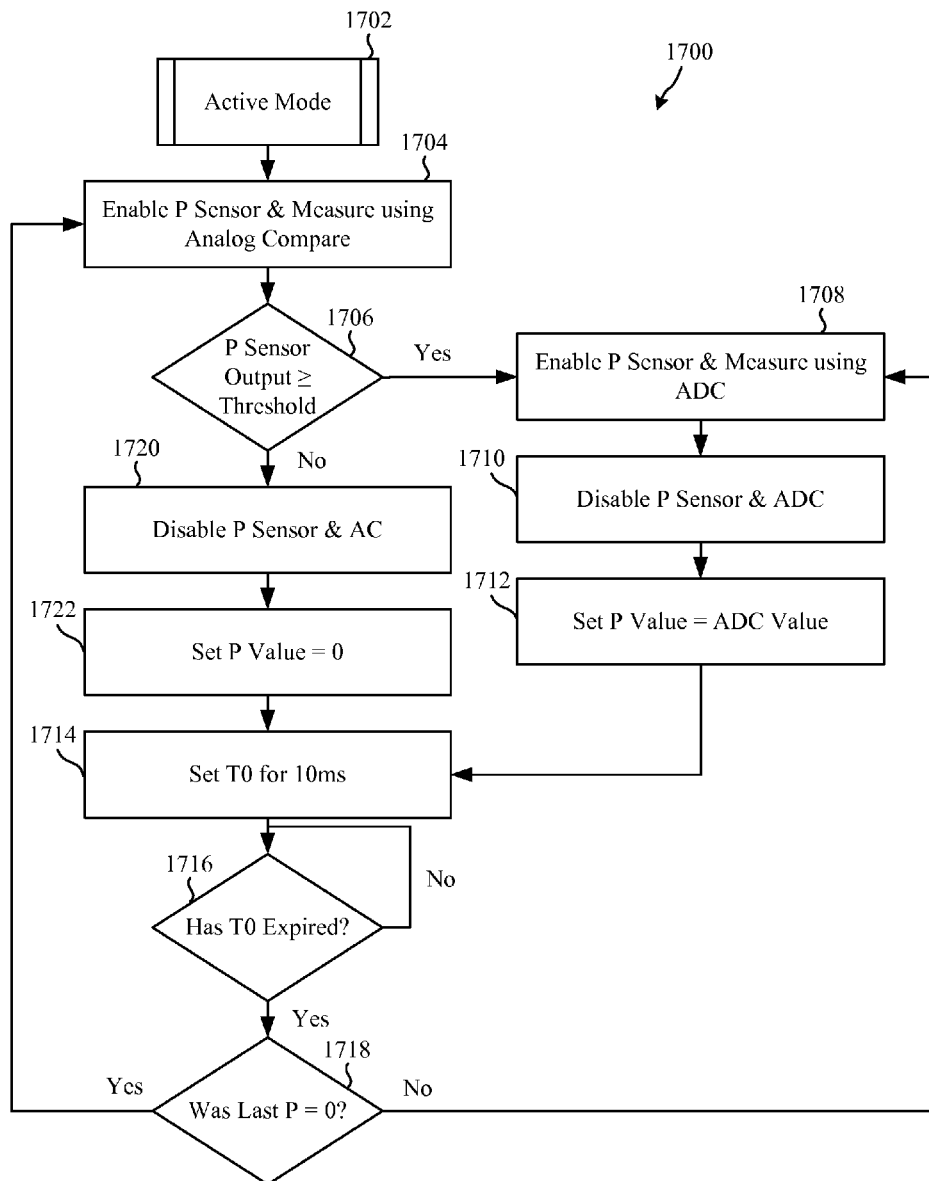 1702
1700
Active Mode
1704
Enable P Sensor & Measure using
Analog Compare
1706
P Sensor
Output ≥
Threshold
Yes
1708
Enable P Sensor & Measure using
ADC
No
1720
Disable P Sensor & AC
1710
Disable P Sensor & ADC
1722
Set P Value = 0
1712
Set P Value = ADC Value
1714
Set T0 for 10ms
1716
Has T0 Expired?
No
Yes
1718
Was Last P = 0?
Yes
No